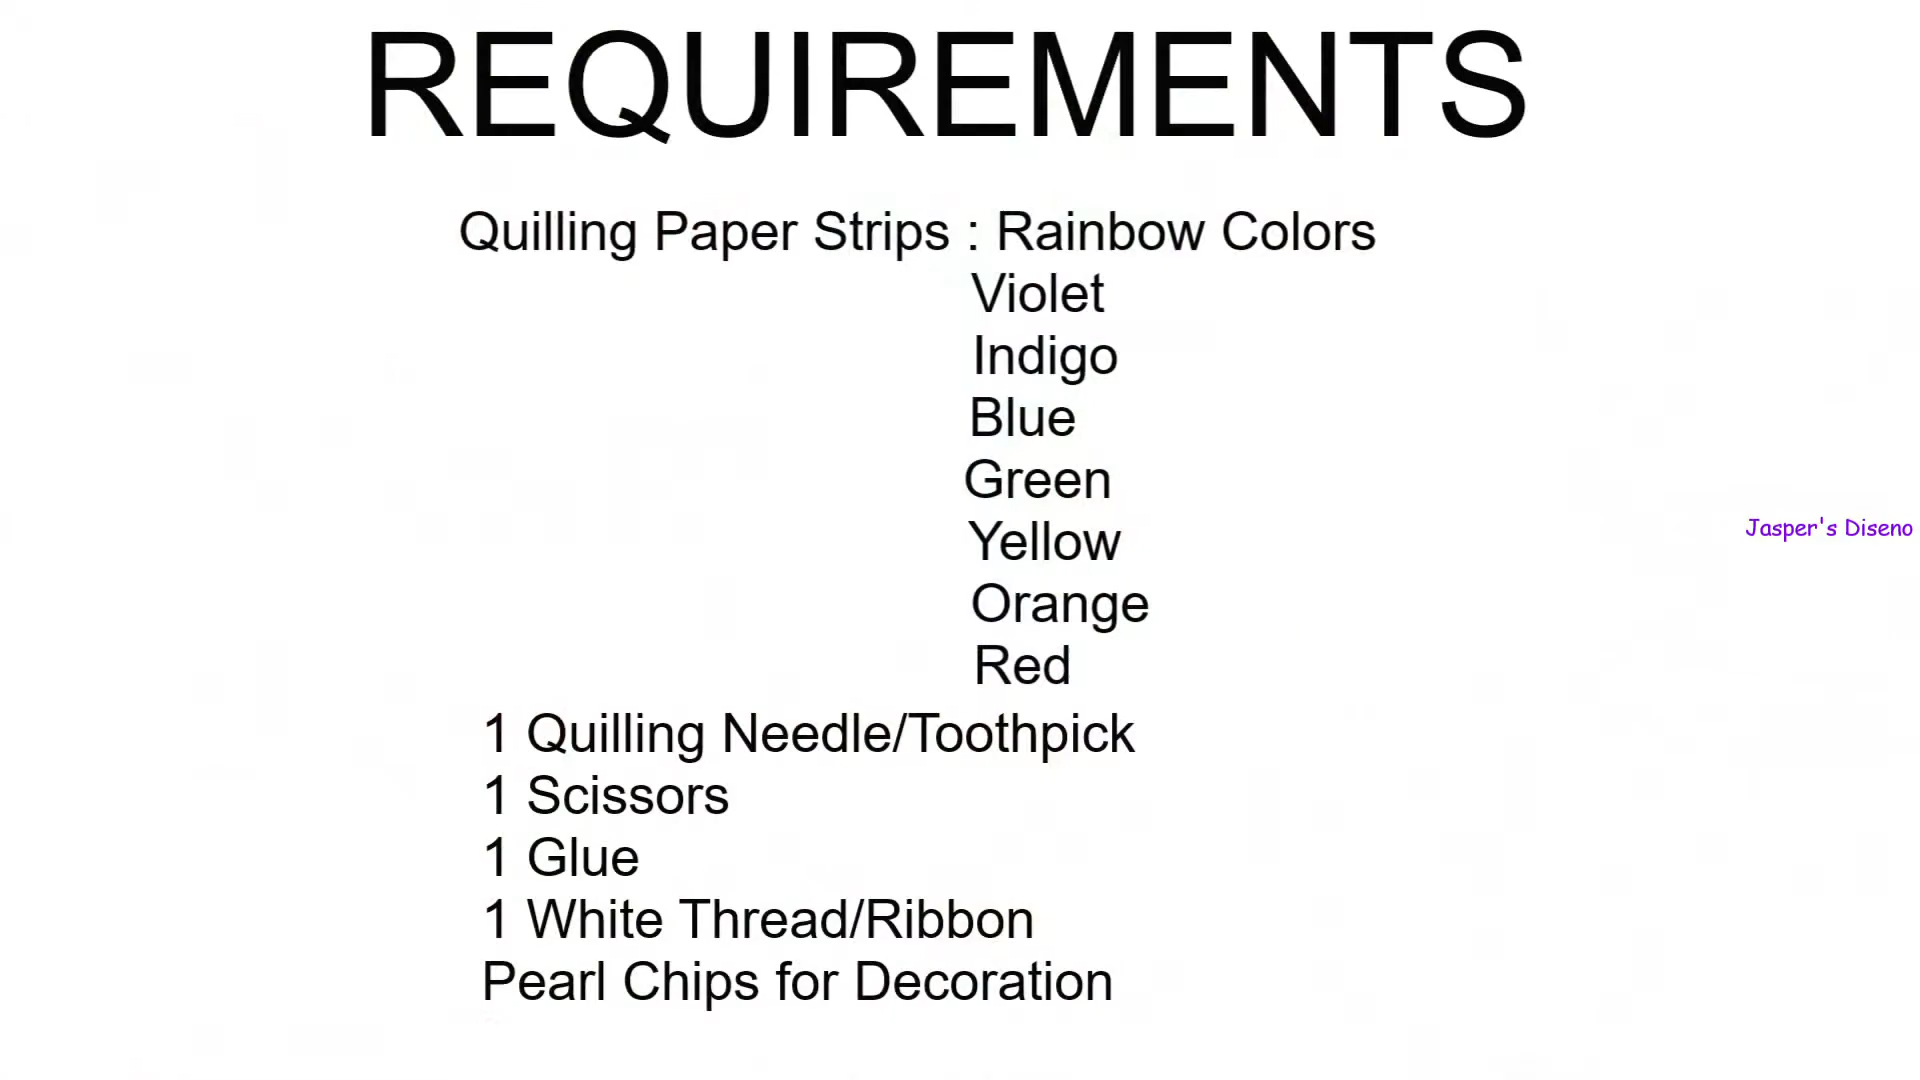 REQUIREMENTS
Quilling Paper Strips : Rainbow Colors
Violet
Indigo
Blue
Green
Yellow
Orange
Red
1 Quilling Needle/Toothpick
1 Scissors
1 Glue
1 White Thread/Ribbon
Pearl Chips for Decoration
Jasper's Diseno